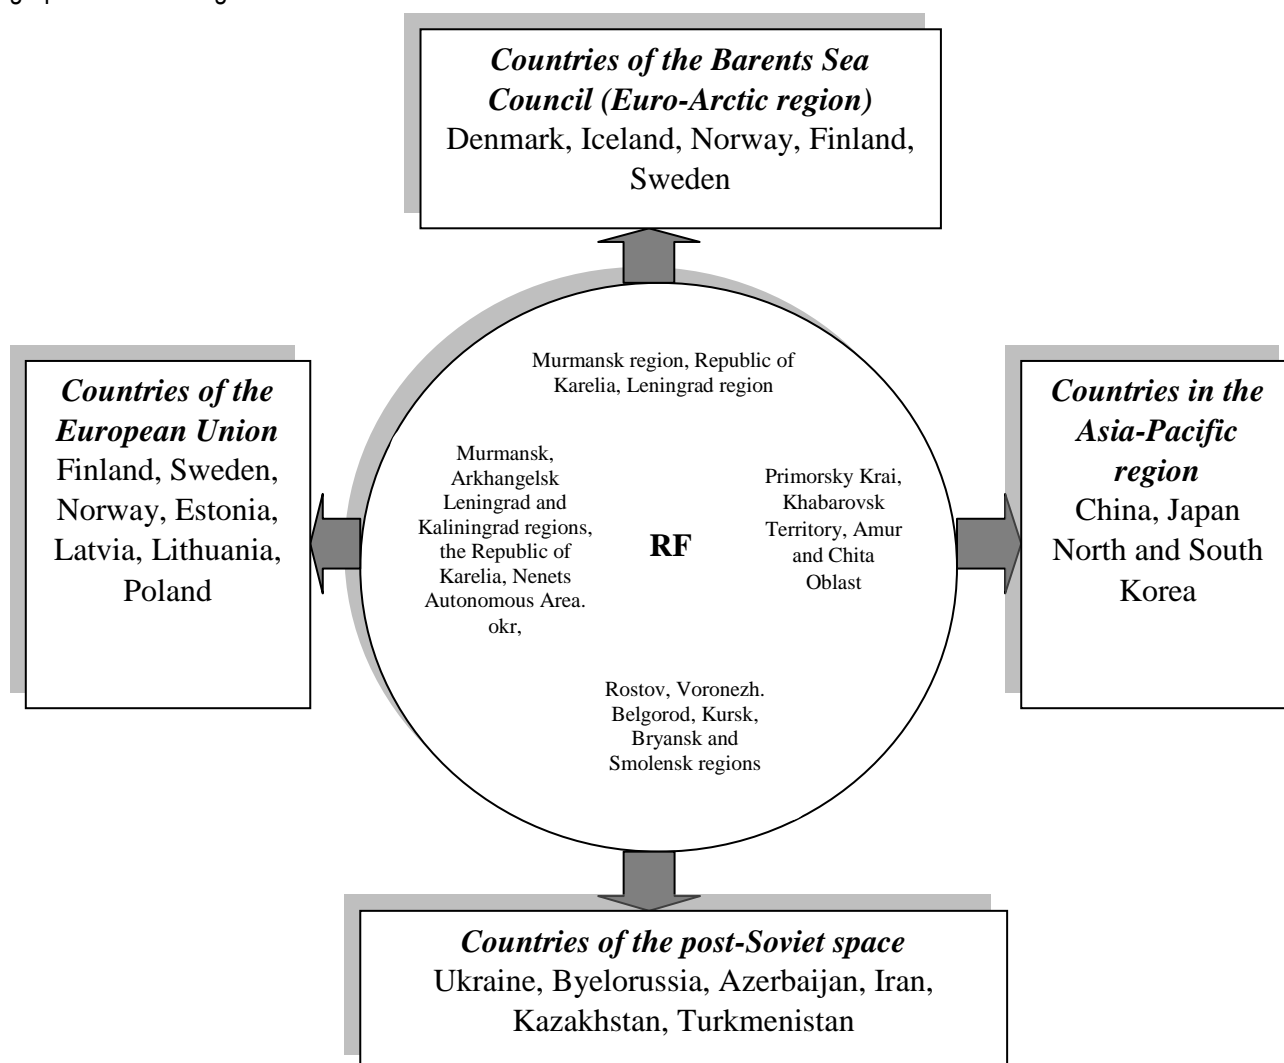 Countries of the Barents Sea
Council (Euro-Arctic region)
Denmark, Iceland, Norway, Finland,
Sweden
Murmansk region, Republic of
Karelia, Leningrad region
Countries of the
European Union
Finland, Sweden,
Norway, Estonia,
Latvia, Lithuania,
Poland
Murmansk,
Arkhangelsk
Leningrad and
Kaliningrad regions,
the Republic of
Karelia, Nenets
Autonomous Area.
okr,
RF
Primorsky Krai,
Khabarovsk
Territory, Amur
and Chita
Oblast
Countries in the
Asia-Pacific
region
China, Japan
North and South
Korea
Rostov, Voronezh.
Belgorod, Kursk,
Bryansk and
Smolensk regions
Countries of the post-Soviet space
Ukraine, Byelorussia, Azerbaijan, Iran,
Kazakhstan, Turkmenistan